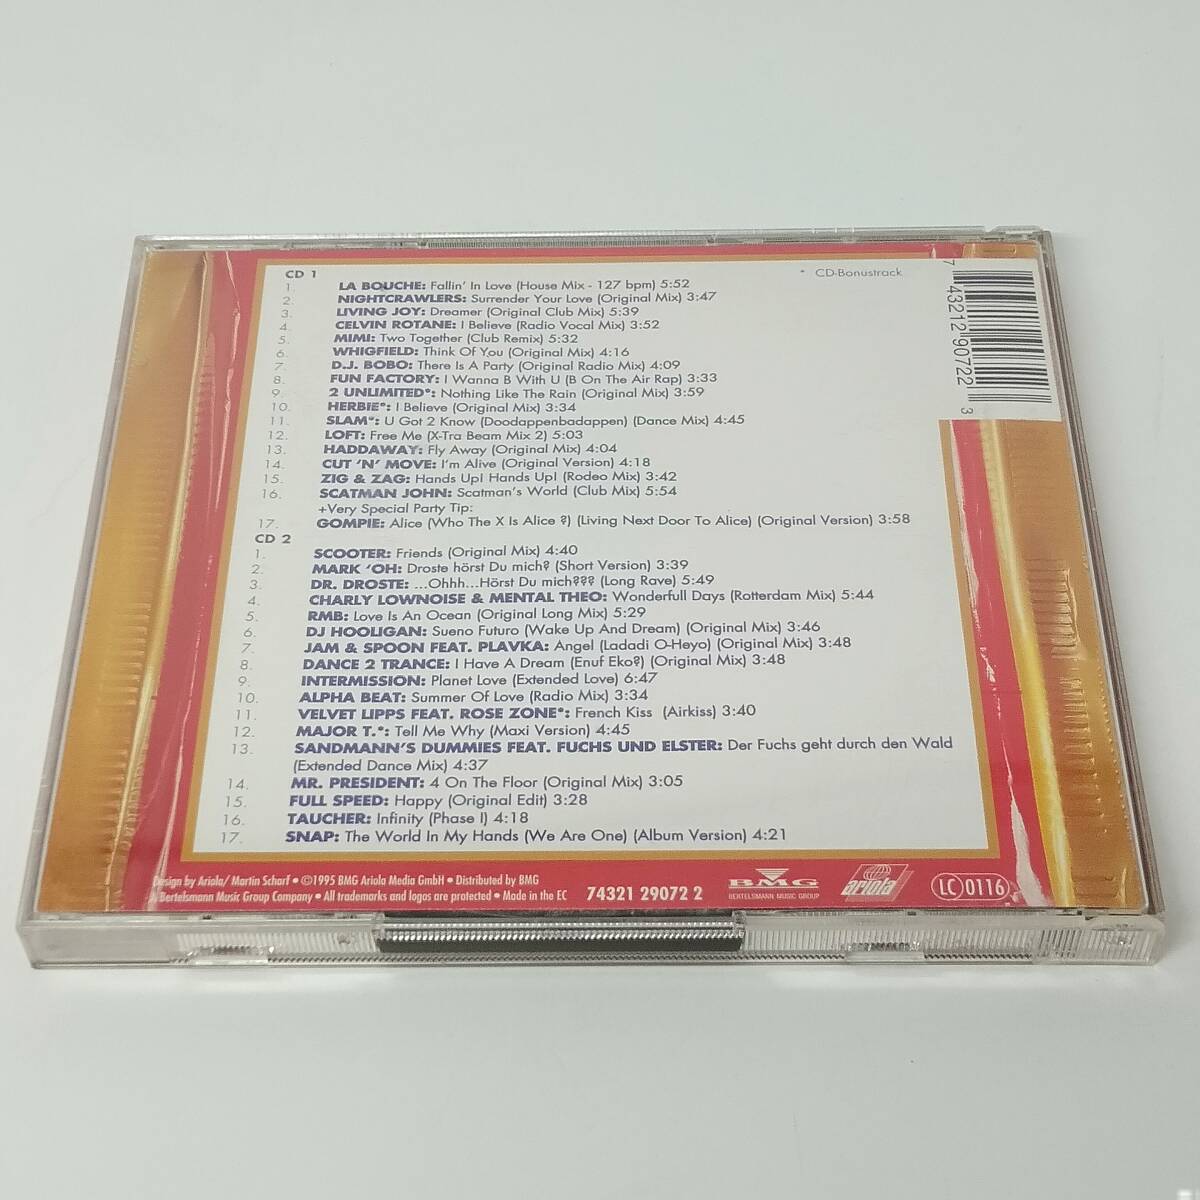 CD 1
* CD-Bonustrack
1. LA BOUCHE: Fallin' In Love (House Mix - 127 bpm) 5:52
2. NIGHTCRAWLERS: Surrender Your Love (Original Mix) 3:47
3. LIVING JOY: Dreamer (Original Club Mix) 5:39
4. CELVIN ROTANE: I Believe (Radio Vocal Mix) 3:52
5. MIMI: Two Together (Club Remix) 5:32
6. WHIGFIELD: Think Of You (Original Mix) 4:16
7. D.J. BOBO: There Is A Party (Original Radio Mix) 4:09
8. FUN FACTORY: I Wanna B With U (B On The Air Rap) 3:33
9. 2 UNLIMITED*: Nothing Like The Rain (Original Mix) 3:59
10. HERBIE*: I Believe (Original Mix) 3:34
11. SLAM*: U Got 2 Know (Doodappenbadappen) (Dance Mix) 4:45
12. LOFT: Free Me (X-Tra Beam Mix 2) 5:03
13. HADDAWAY: Fly Away (Original Mix) 4:04
14. CUT 'N' MOVE: I'm Alive (Original Version) 4:18
15. ZIG & ZAG: Hands Up! Hands Up! (Rodeo Mix) 3:42
16. SCATMAN JOHN: Scatman's World (Club Mix) 5:54
+Very Special Party Tip:
17. GOMPIE: Alice (Who The X Is Alice ?) (Living Next Door To Alice) (Original Version) 3:58
CD 2
1. SCOOTER: Friends (Original Mix) 4:40
2. MARK 'OH: Droste hörst Du mich? (Short Version) 3:39
3. DR. DROSTE: ...Ohhh...Hörst Du mich??? (Long Rave) 5:49
4. CHARLY LOWNOISE & MENTAL THEO: Wonderfull Days (Rotterdam Mix) 5:44
5. RMB: Love Is An Ocean (Original Long Mix) 5:29
6. DJ HOOLIGAN: Sueno Futuro (Wake Up And Dream) (Original Mix) 3:46
7. JAM & SPOON FEAT. PLAVKA: Angel (Ladadi O-Heyo) (Original Mix) 3:48
8. DANCE 2 TRANCE: I Have A Dream (Enuf Eko?) (Original Mix) 3:48
9. INTERMISSION: Planet Love (Extended Love) 6:47
10. ALPHA BEAT: Summer Of Love (Radio Mix) 3:34
11. VELVET LIPPS FEAT. ROSE ZONE*: French Kiss (Airkiss) 3:40
12. MAJOR T.*: Tell Me Why (Maxi Version) 4:45
13. SANDMANN'S DUMMIES FEAT. FUCHS UND ELSTER: Der Fuchs geht durch den Wald
(Extended Dance Mix) 4:37
14. MR. PRESIDENT: 4 On The Floor (Original Mix) 3:05
15. FULL SPEED: Happy (Original Edit) 3:28
16. TAUCHER: Infinity (Phase I) 4:18
17. SNAP: The World In My Hands (We Are One) (Album Version) 4:21
7 43212 90722 3
Design by Ariola/ Martin Scharf • ©1995 BMG Ariola Media GmbH • Distributed by BMG
A Bertelsmann Music Group Company • All trademarks and logos are protected • Made in the EC
74321 29072 2
BMG
BERTELSMANN MUSIC GROUP
ariola
LC 0116